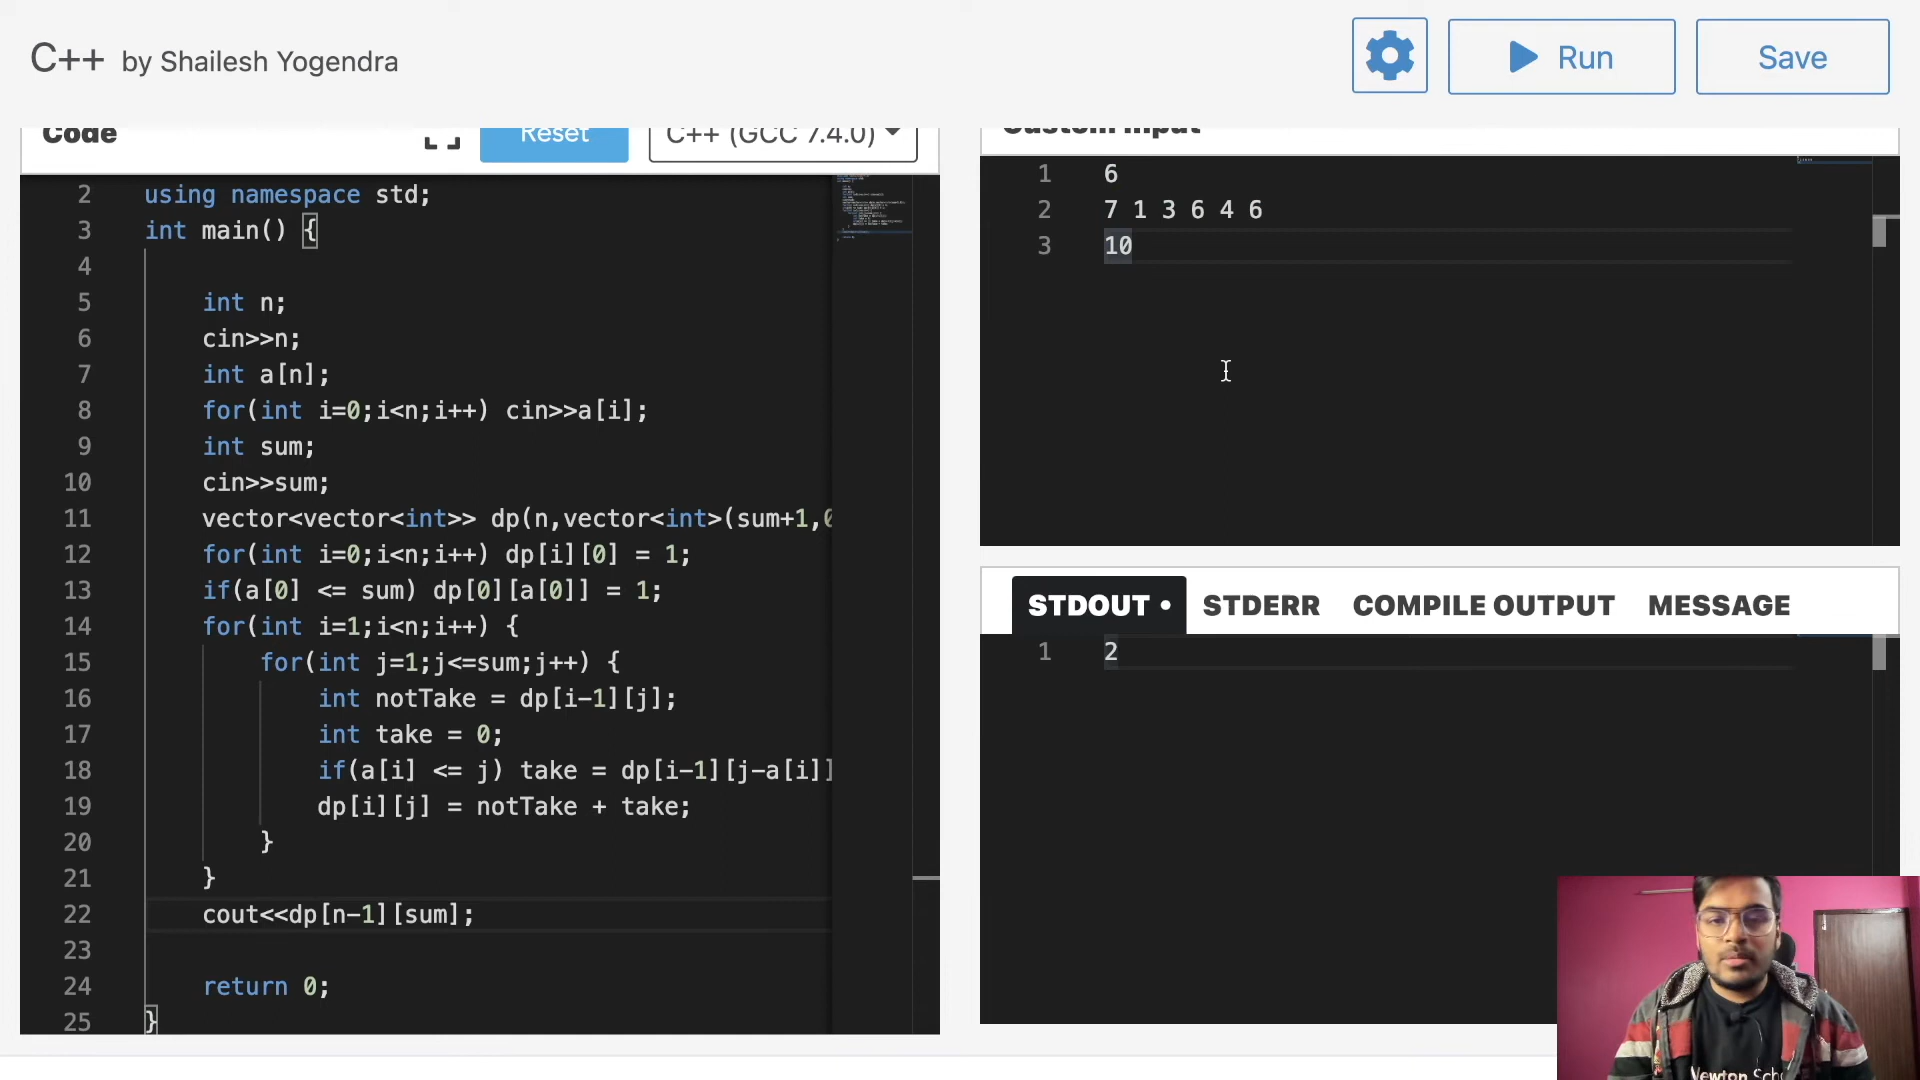 C++ by Shailesh Yogendra
Run
Save
Code
Reset
C++ (GCC 7.4.0)
2 using namespace std;
3 int main() {
4
5 int n;
6 cin>>n;
7 int a[n];
8 for(int i=0;i<n;i++) cin>>a[i];
9 int sum;
10 cin>>sum;
11 vector<vector<int>> dp(n,vector<int>(sum+1,0
12 for(int i=0;i<n;i++) dp[i][0] = 1;
13 if(a[0] <= sum) dp[0][a[0]] = 1;
14 for(int i=1;i<n;i++) {
15 for(int j=1;j<=sum;j++) {
16 int notTake = dp[i-1][j];
17 int take = 0;
18 if(a[i] <= j) take = dp[i-1][j-a[i]]
19 dp[i][j] = notTake + take;
20 }
21 }
22 cout<<dp[n-1][sum];
23
24 return 0;
25 }
Custom Input
1 6
2 7 1 3 6 4 6
3 10
STDOUT • STDERR COMPILE OUTPUT MESSAGE
1 2
Newton Scho